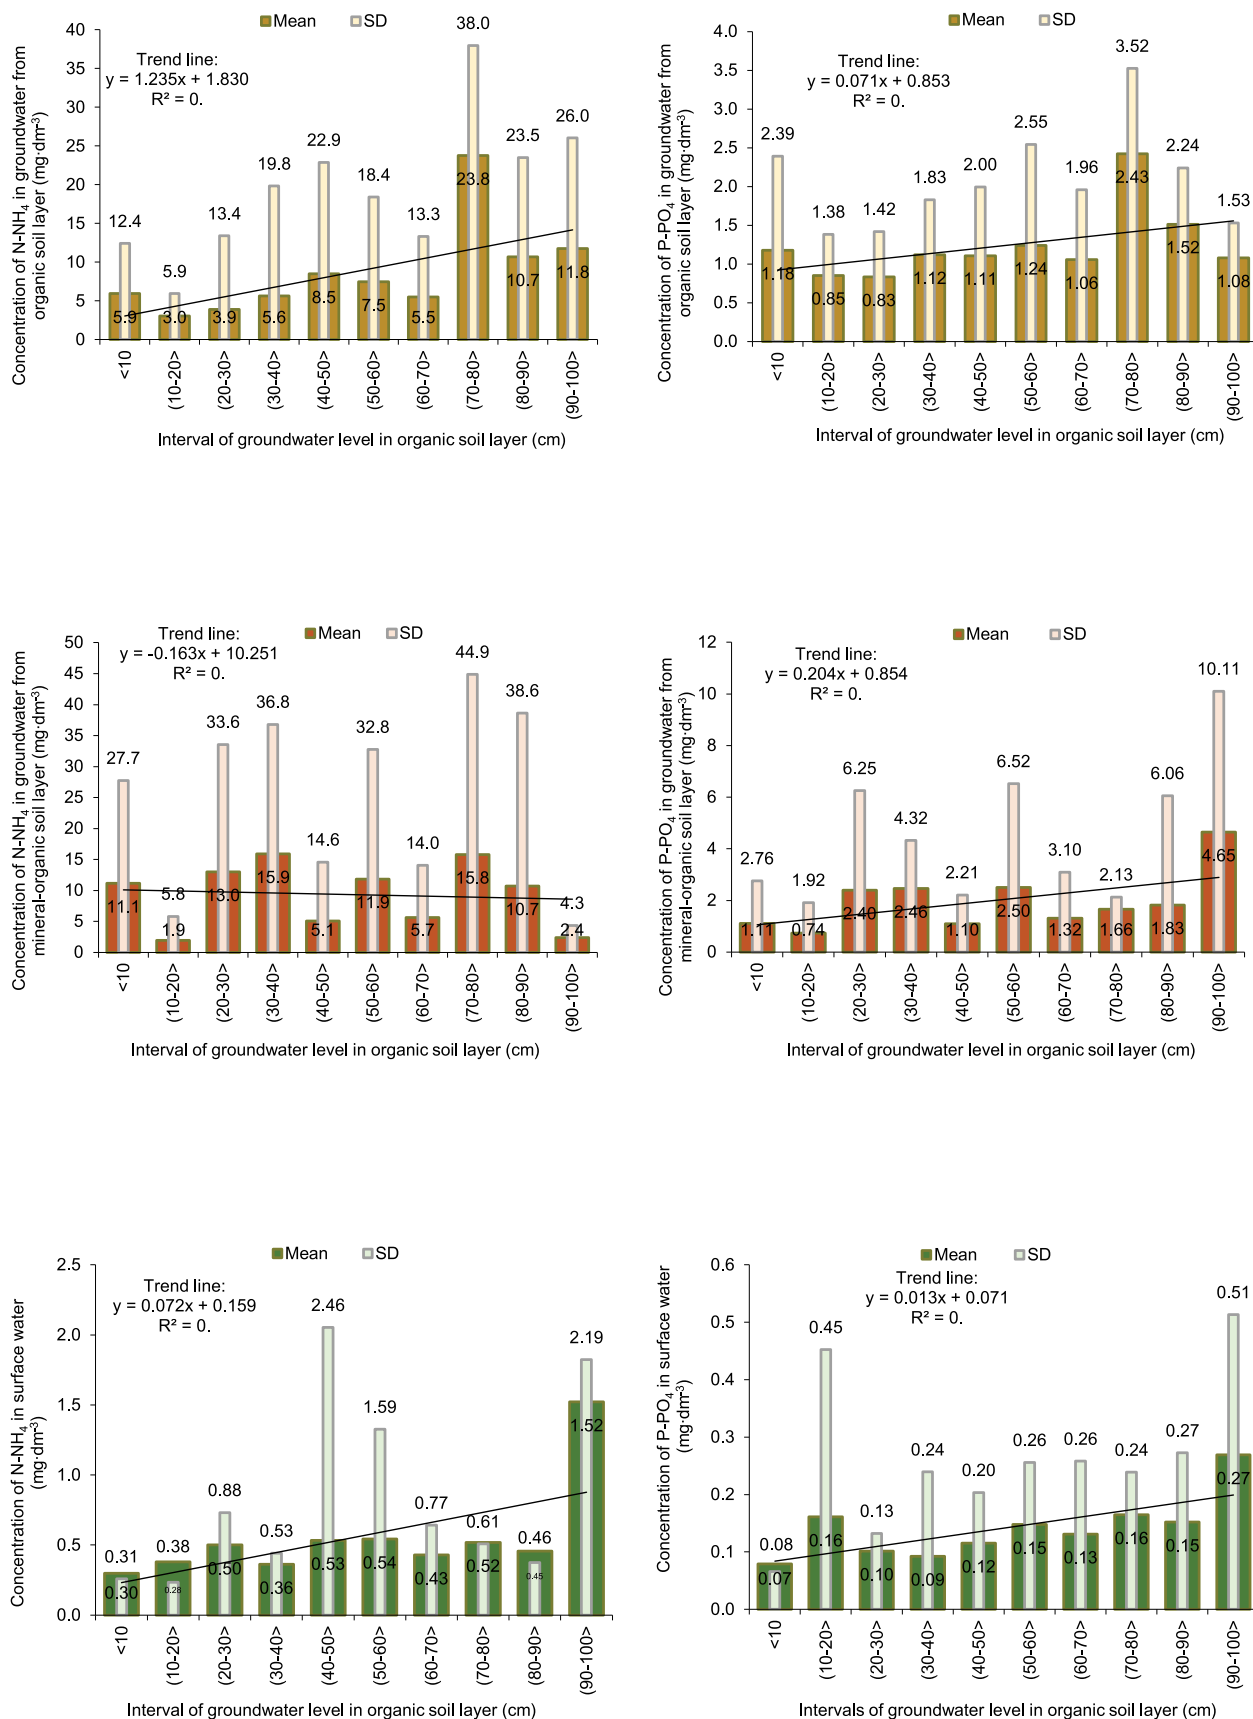 Mean SD
Trend line:
y = 1.235x + 1.830
R² = 0.
Concentration of N-NH₄ in groundwater from
organic soil layer (mg·dm⁻³)
40
35
30
25
20
15
10
5
0
12.4 5.9 13.4 19.8 22.9 18.4 13.3 38.0 23.5 26.0
5.9 3.0 3.9 5.6 8.5 7.5 5.5 23.8 10.7 11.8
<10 (10-20> (20-30> (30-40> (40-50> (50-60> (60-70> (70-80> (80-90> (90-100>
Interval of groundwater level in organic soil layer (cm)
Mean SD
Trend line:
y = 0.071x + 0.853
R² = 0.
Concentration of P-PO₄ in groundwater from
organic soil layer (mg·dm⁻³)
4.0
3.5
3.0
2.5
2.0
1.5
1.0
0.5
0.0
2.39 1.38 1.42 1.83 2.00 2.55 1.96 3.52 2.24 1.53
1.18 0.85 0.83 1.12 1.11 1.24 1.06 2.43 1.52 1.08
<10 (10-20> (20-30> (30-40> (40-50> (50-60> (60-70> (70-80> (80-90> (90-100>
Interval of groundwater level in organic soil layer (cm)
Mean SD
Trend line:
y = -0.163x + 10.251
R² = 0.
Concentration of N-NH₄ in groundwater from
mineral-organic soil layer (mg·dm⁻³)
50
45
40
35
30
25
20
15
10
5
0
27.7 5.8 33.6 36.8 14.6 32.8 14.0 44.9 38.6 4.3
11.1 1.9 13.0 15.9 5.1 11.9 5.7 15.8 10.7 2.4
<10 (10-20> (20-30> (30-40> (40-50> (50-60> (60-70> (70-80> (80-90> (90-100>
Interval of groundwater level in organic soil layer (cm)
Mean SD
Trend line:
y = 0.204x + 0.854
R² = 0.
Concentration of P-PO₄ in groundwater from
mineral-organic soil layer (mg·dm⁻³)
12
10
8
6
4
2
0
2.76 1.92 6.25 4.32 2.21 6.52 3.10 2.13 6.06 10.11
1.11 0.74 2.40 2.46 1.10 2.50 1.32 1.66 1.83 4.65
<10 (10-20> (20-30> (30-40> (40-50> (50-60> (60-70> (70-80> (80-90> (90-100>
Interval of groundwater level in organic soil layer (cm)
Mean SD
Trend line:
y = 0.072x + 0.159
R² = 0.
Concentration of N-NH₄ in surface water
(mg·dm⁻³)
2.5
2.0
1.5
1.0
0.5
0.0
0.31 0.38 0.88 0.53 2.46 1.59 0.77 0.61 0.46 2.19
0.30 0.28 0.50 0.36 0.53 0.54 0.43 0.52 0.45 1.52
<10 (10-20> (20-30> (30-40> (40-50> (50-60> (60-70> (70-80> (80-90> (90-100>
Interval of groundwater level in organic soil layer (cm)
Mean SD
Trend line:
y = 0.013x + 0.071
R² = 0.
Concentration of P-PO₄ in surface water
(mg·dm⁻³)
0.6
0.5
0.4
0.3
0.2
0.1
0.0
0.08 0.45 0.13 0.24 0.20 0.26 0.26 0.24 0.27 0.51
0.07 0.16 0.10 0.09 0.12 0.15 0.13 0.16 0.15 0.27
<10 (10-20> (20-30> (30-40> (40-50> (50-60> (60-70> (70-80> (80-90> (90-100>
Intervals of groundwater level in organic soil layer (cm)